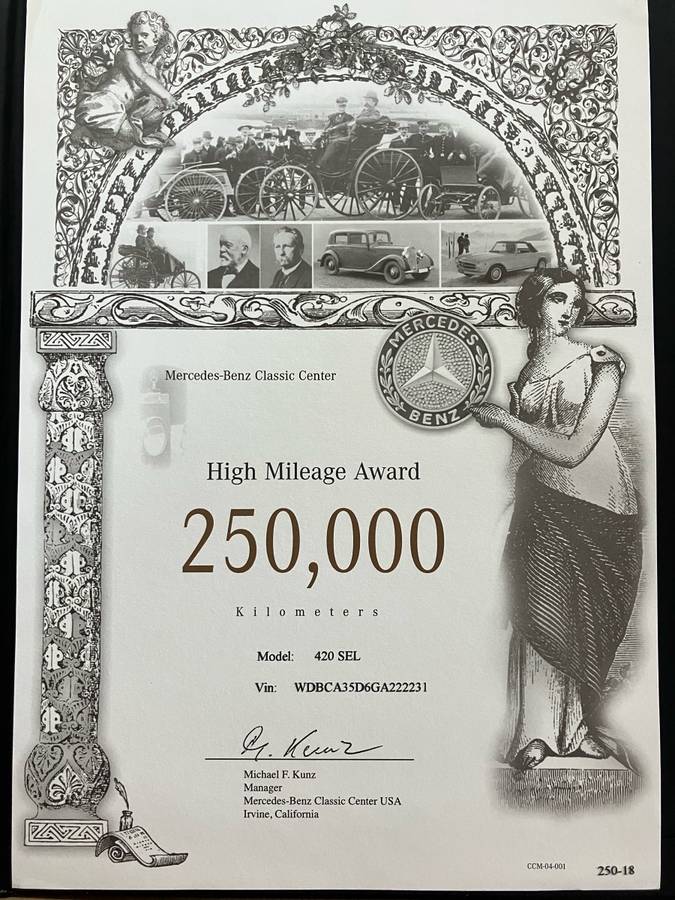 MERCEDES
BENZ
Mercedes-Benz Classic Center
High Mileage Award
250,000
Kilometers
Model: 420 SEL
Vin: WDBCA35D6GA222231
Michael F. Kunz
Manager
Mercedes-Benz Classic Center USA
Irvine, California
CCM-04-001
250-18